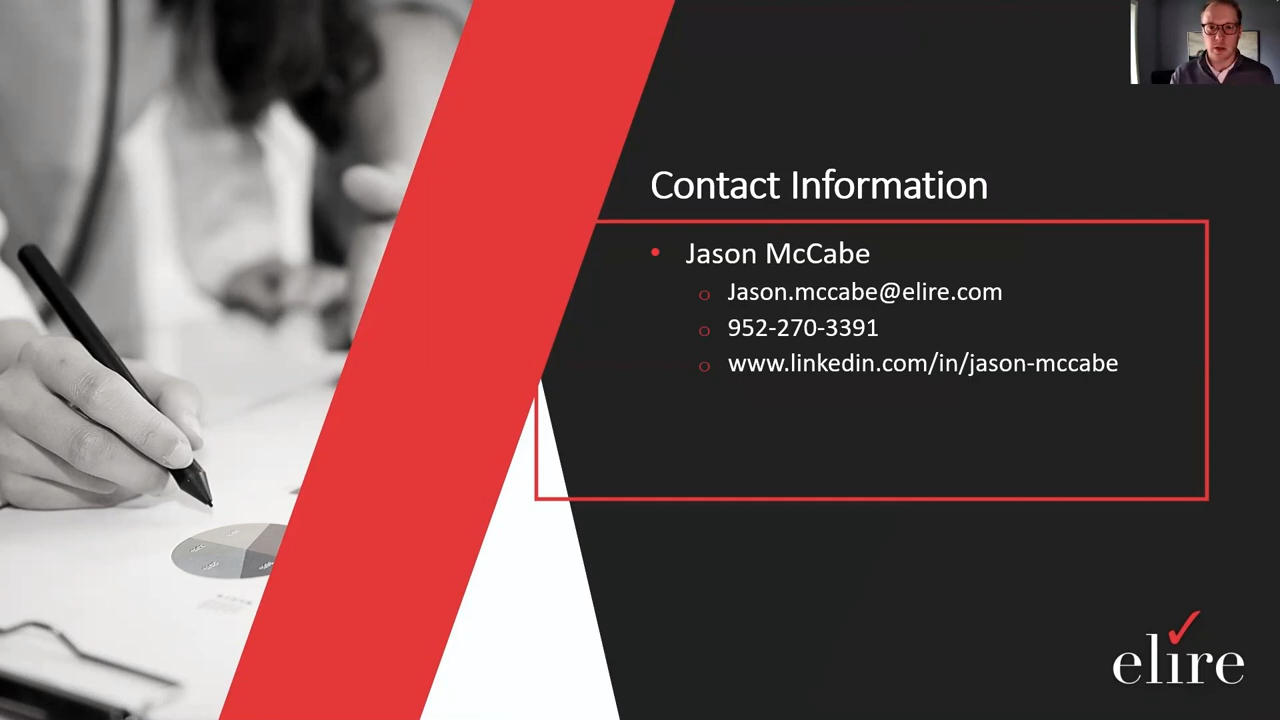 Contact Information
• Jason McCabe
o Jason.mccabe@elire.com
o 952-270-3391
o www.linkedin.com/in/jason-mccabe
elire